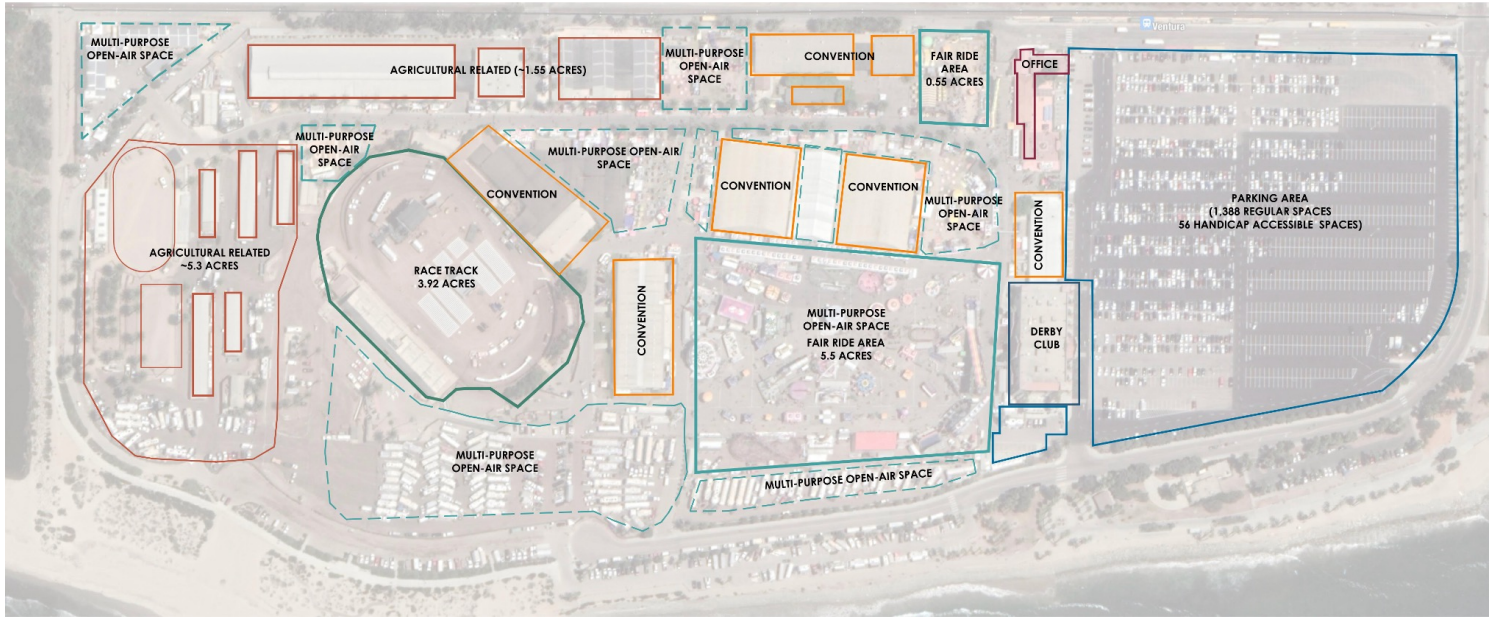 Ventura
MULTI-PURPOSE
OPEN-AIR SPACE
AGRICULTURAL RELATED (~1.55 ACRES)
MULTI-PURPOSE
OPEN-AIR
SPACE
CONVENTION
FAIR RIDE
AREA
0.55 ACRES
OFFICE
MULTI-PURPOSE
OPEN-AIR
SPACE
MULTI-PURPOSE OPEN-AIR
SPACE
CONVENTION
CONVENTION
CONVENTION
MULTI-PURPOSE
OPEN-AIR
SPACE
CONVENTION
PARKING AREA
(1,388 REGULAR SPACES
56 HANDICAP ACCESSIBLE SPACES)
AGRICULTURAL RELATED
~5.3 ACRES
RACE TRACK
3.92 ACRES
CONVENTION
MULTI-PURPOSE
OPEN-AIR SPACE
FAIR RIDE AREA
5.5 ACRES
DERBY
CLUB
MULTI-PURPOSE
OPEN-AIR SPACE
MULTI-PURPOSE OPEN-AIR SPACE